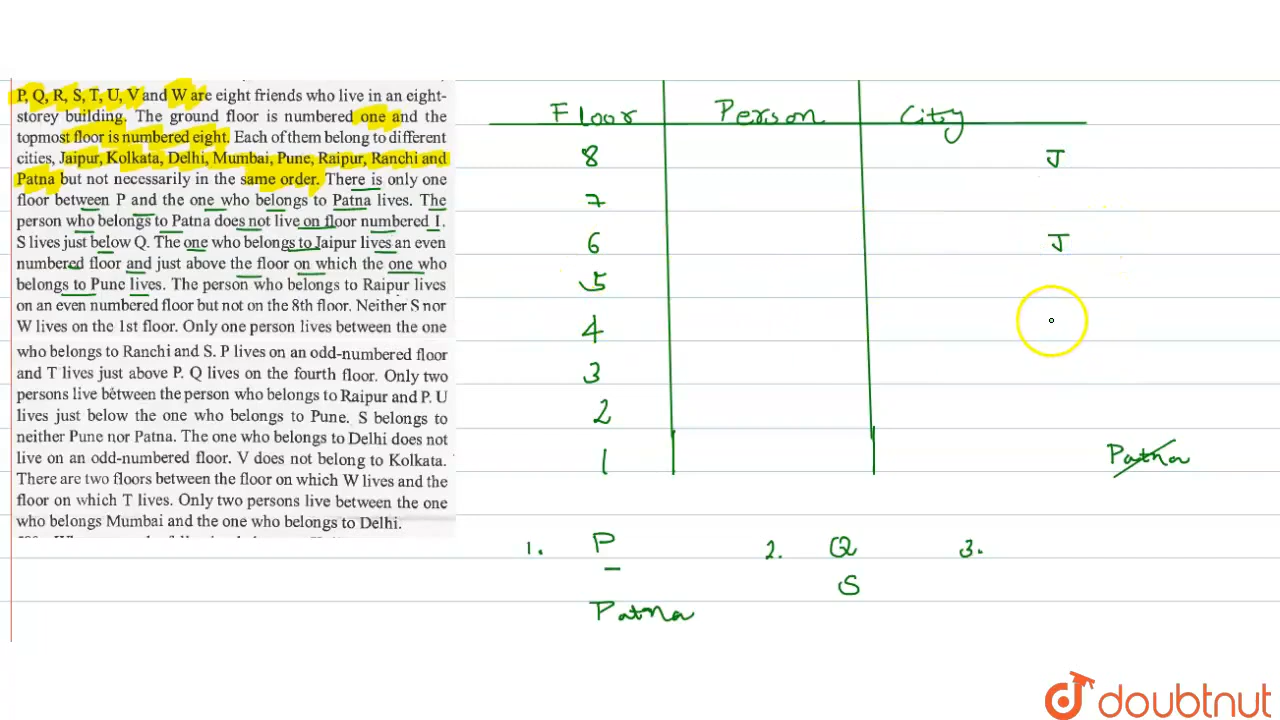 P, Q, R, S, T, U, V and W are eight friends who live in an eight-
storey building. The ground floor is numbered one and the
topmost floor is numbered eight. Each of them belong to different
cities, Jaipur, Kolkata, Delhi, Mumbai, Pune, Raipur, Ranchi and
Patna but not necessarily in the same order. There is only one
floor between P and the one who belongs to Patna lives. The
person who belongs to Patna does not live on floor numbered 1.
S lives just below Q. The one who belongs to Jaipur lives an even
numbered floor and just above the floor on which the one who
belongs to Pune lives. The person who belongs to Raipur lives
on an even numbered floor but not on the 8th floor. Neither S nor
W lives on the 1st floor. Only one person lives between the one
who belongs to Ranchi and S. P lives on an odd-numbered floor
and T lives just above P. Q lives on the fourth floor. Only two
persons live between the person who belongs to Raipur and P. U
lives just below the one who belongs to Pune. S belongs to
neither Pune nor Patna. The one who belongs to Delhi does not
live on an odd-numbered floor. V does not belong to Kolkata.
There are two floors between the floor on which W lives and the
floor on which T lives. Only two persons live between the one
who belongs Mumbai and the one who belongs to Delhi.
Floor Person City
8 J
7
6 J
5
4
3
2
1 Patna
1. P 2. Q 3.
S
Patna
doubtnut